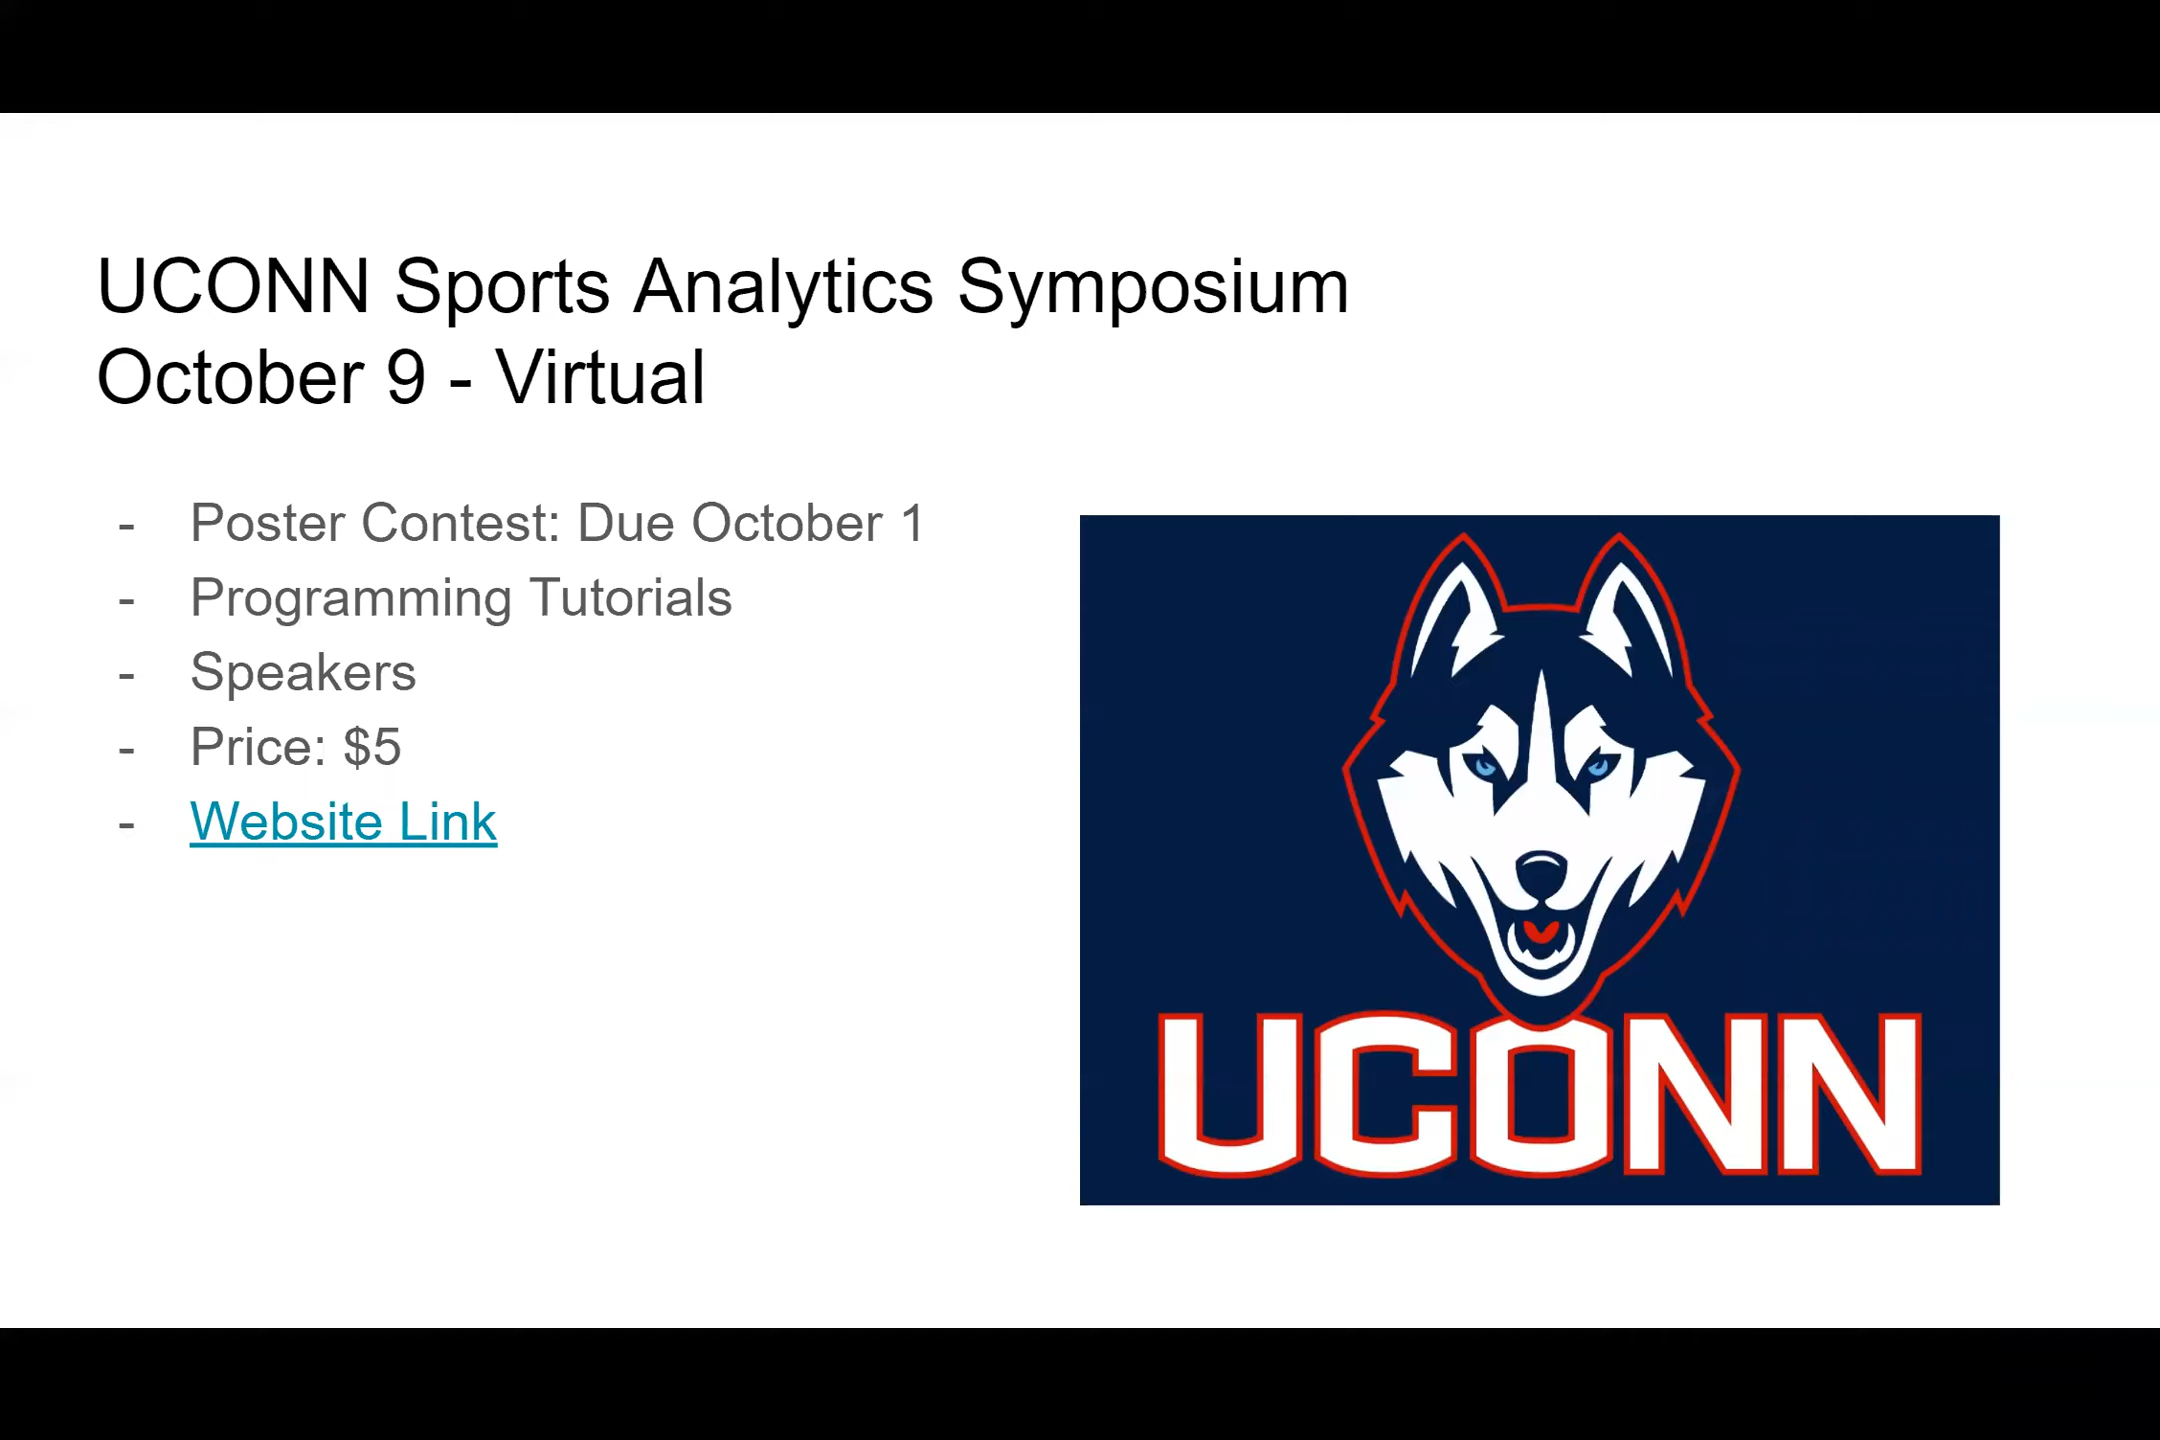 UCONN Sports Analytics Symposium
October 9 - Virtual
- Poster Contest: Due October 1
- Programming Tutorials
- Speakers
- Price: $5
- Website Link
UCONN